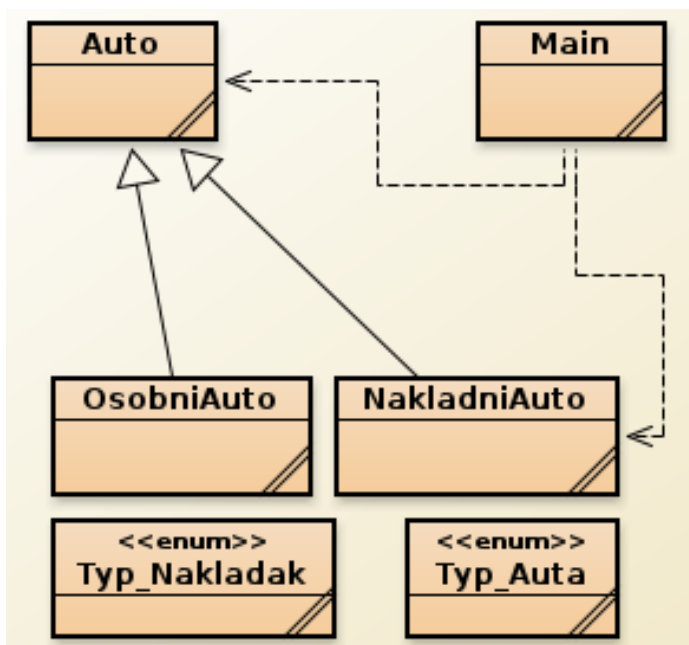 Auto
Main
OsobniAuto
NakladniAuto
<<enum>>
Typ_Nakladak
<<enum>>
Typ_Auta